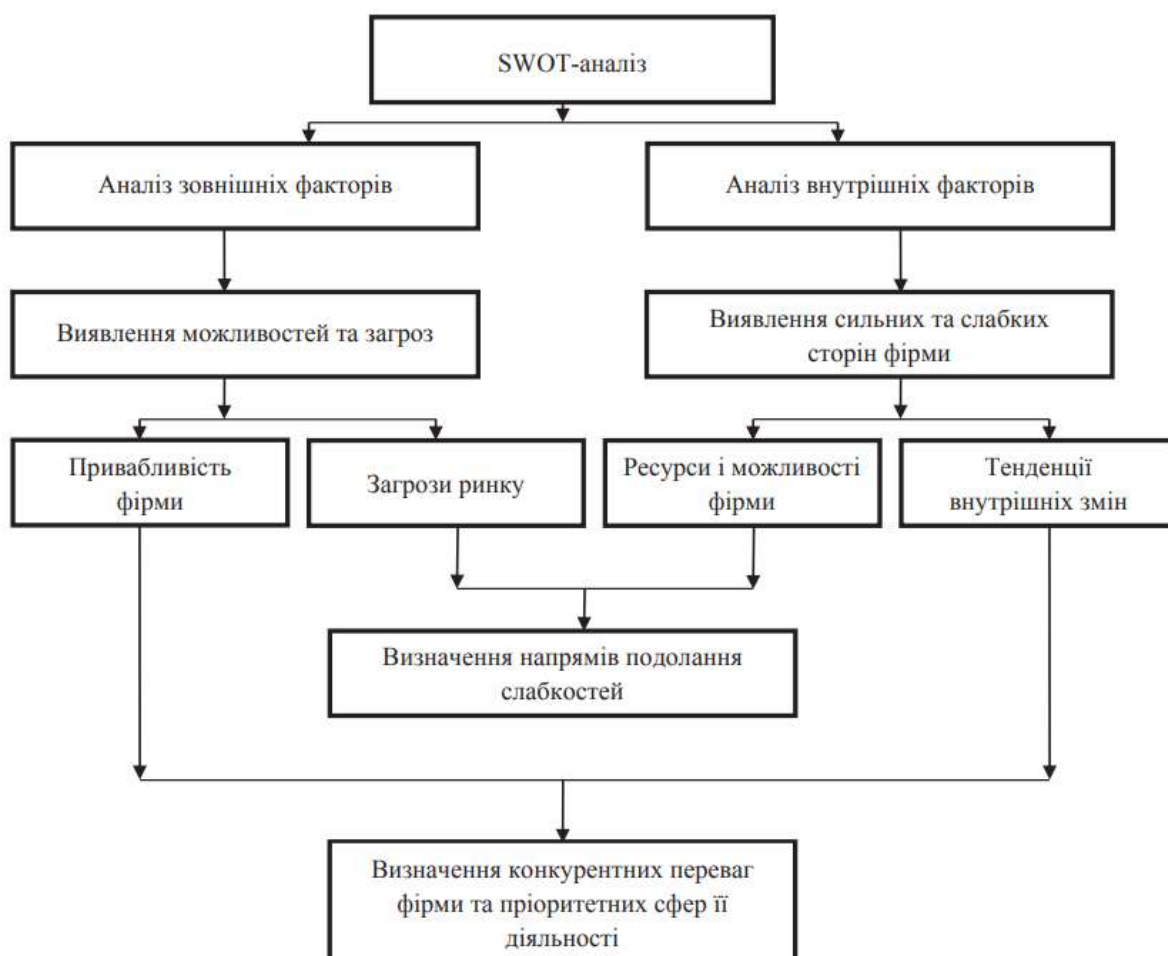 SWOT-аналіз
Аналіз зовнішніх факторів
Аналіз внутрішніх факторів
Виявлення можливостей та загроз
Виявлення сильних та слабких
сторін фірми
Привабливість
фірми
Загрози ринку
Ресурси і можливості
фірми
Тенденції
внутрішніх змін
Визначення напрямів подолання
слабкостей
Визначення конкурентних переваг
фірми та пріоритетних сфер її
діяльності